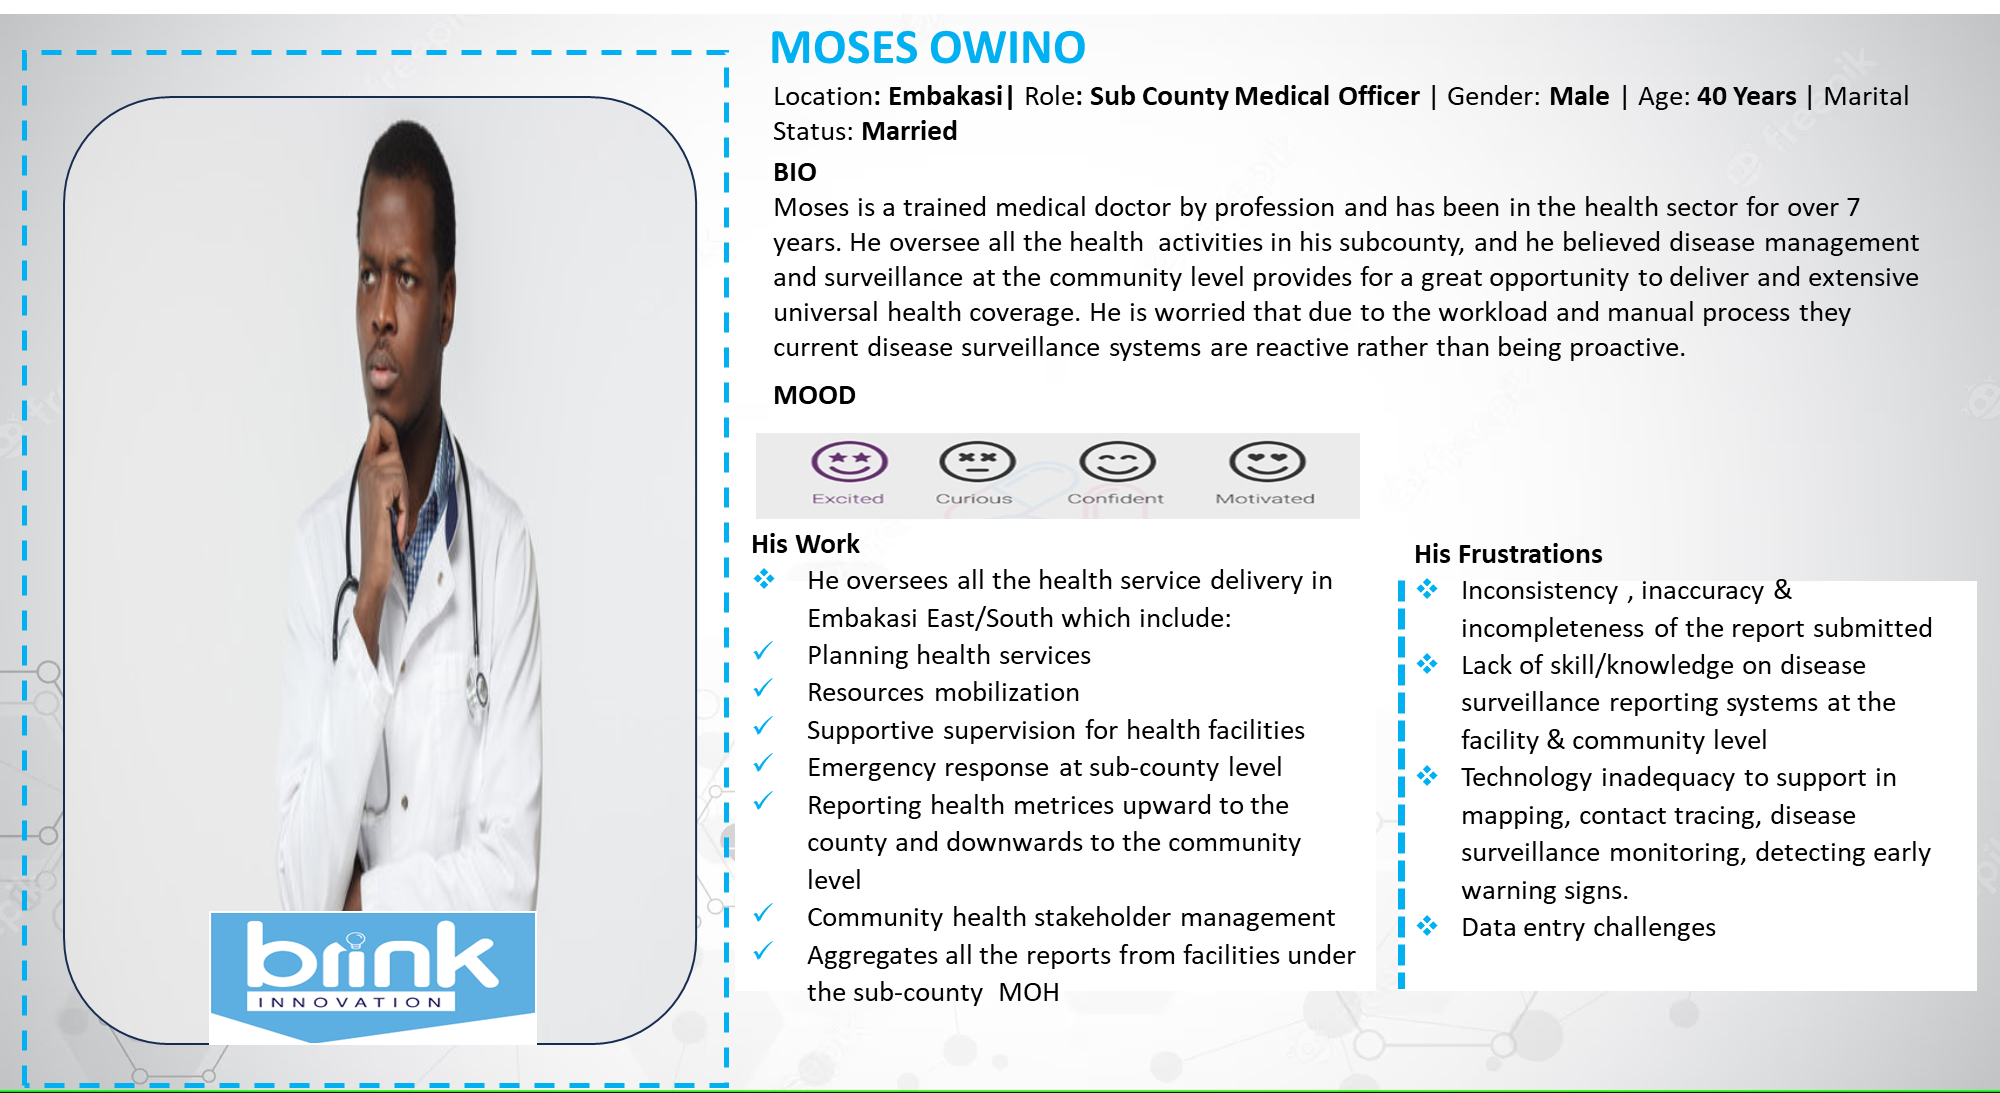 MOSES OWINO
Location: Embakasi| Role: Sub County Medical Officer | Gender: Male | Age: 40 Years | Marital
Status: Married
BIO
Moses is a trained medical doctor by profession and has been in the health sector for over 7
years. He oversee all the health activities in his subcounty, and he believed disease management
and surveillance at the community level provides for a great opportunity to deliver and extensive
universal health coverage. He is worried that due to the workload and manual process they
current disease surveillance systems are reactive rather than being proactive.
MOOD
Excited Curious Confident Motivated
His Work
He oversees all the health service delivery in
Embakasi East/South which include:
Planning health services
Resources mobilization
Supportive supervision for health facilities
Emergency response at sub-county level
Reporting health metrices upward to the
county and downwards to the community
level
Community health stakeholder management
Aggregates all the reports from facilities under
the sub-county MOH
His Frustrations
Inconsistency , inaccuracy &
incompleteness of the report submitted
Lack of skill/knowledge on disease
surveillance reporting systems at the
facility & community level
Technology inadequacy to support in
mapping, contact tracing, disease
surveillance monitoring, detecting early
warning signs.
Data entry challenges
brink
INNOVATION
freepik